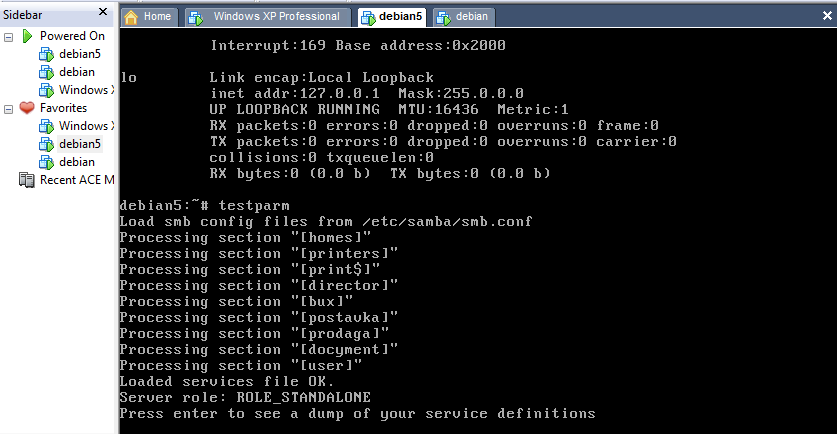 Sidebar
Powered On
debian5
debian
Windows X
Favorites
Windows X
debian5
debian
Recent ACE M
Home
Windows XP Professional
debian5
debian
Interrupt:169 Base address:0x2000
lo Link encap:Local Loopback
inet addr:127.0.0.1 Mask:255.0.0.0
UP LOOPBACK RUNNING MTU:16436 Metric:1
RX packets:0 errors:0 dropped:0 overruns:0 frame:0
TX packets:0 errors:0 dropped:0 overruns:0 carrier:0
collisions:0 txqueuelen:0
RX bytes:0 (0.0 b) TX bytes:0 (0.0 b)
debian5:~# testparm
Load smb config files from /etc/samba/smb.conf
Processing section "[homes]"
Processing section "[printers]"
Processing section "[print$]"
Processing section "[director]"
Processing section "[bux]"
Processing section "[postavka]"
Processing section "[prodaga]"
Processing section "[document]"
Processing section "[user]"
Loaded services file OK.
Server role: ROLE_STANDALONE
Press enter to see a dump of your service definitions